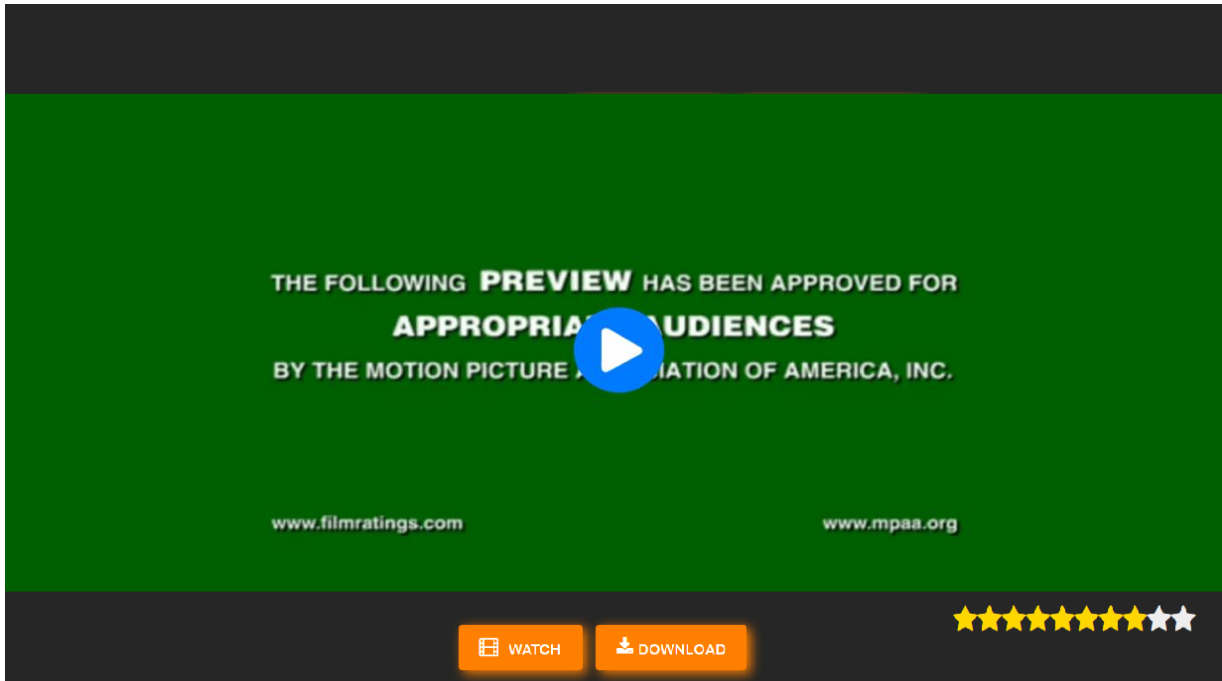 THE FOLLOWING PREVIEW HAS BEEN APPROVED FOR
AUDIENCES
BY THE MOTION PICTURE OF AMERICA, INC.
www.filmratings.com www.mpaa.org
WATCH DOWNLOAD